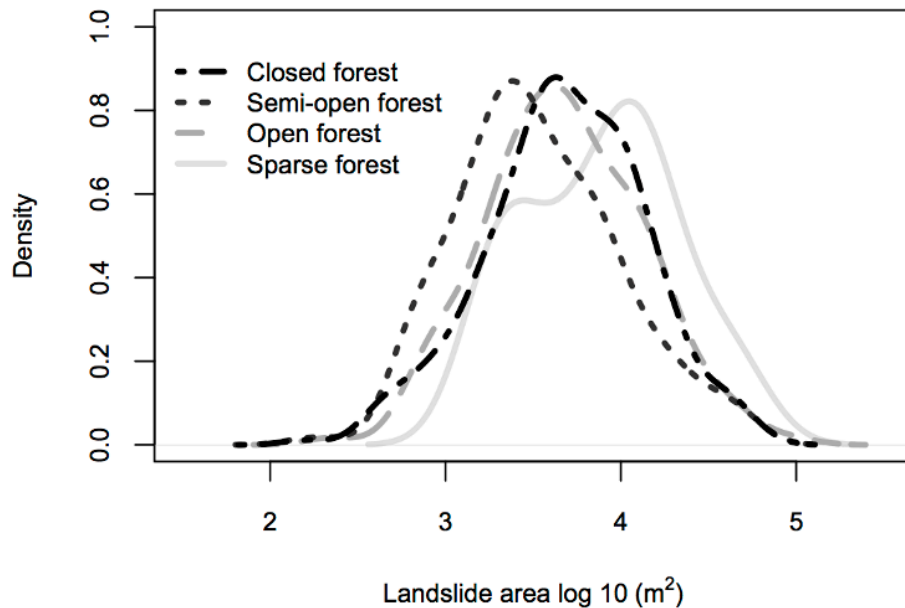 1.0
0.8
0.6
0.4
0.2
0.0
Density
Closed forest
Semi-open forest
Open forest
Sparse forest
2 3 4 5
Landslide area log 10 (m²)